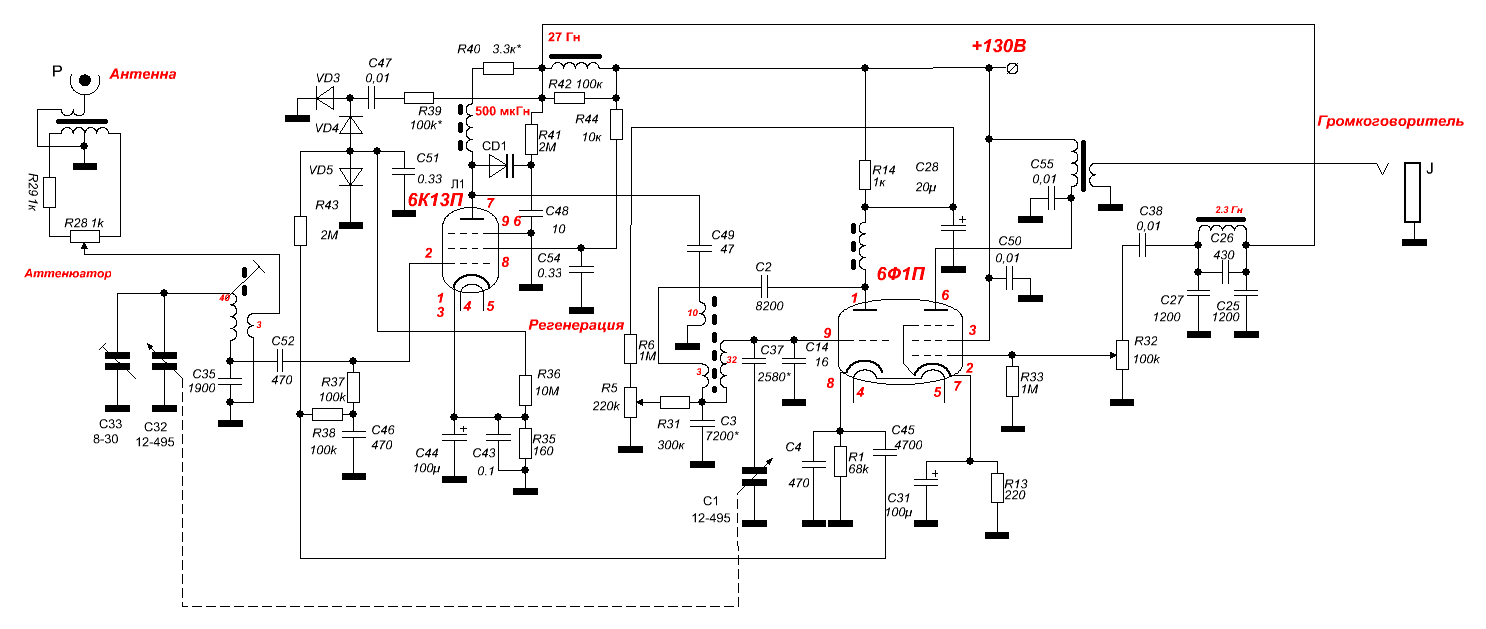 27 Гн
R40 3.3к*
+130В
P
Антенна
C47
0,01
VD3
R42 100к
500 мкГн
R39
100k*
R44
10к
VD4
R41
2M
Громкоговоритель
CD1
C51
0.33
VD5
C55
0,01
R14
1к
C28
20µ
J
Л1
6К13П
7
R29 1к
R43
2M
9 6
C48
10
C38
0,01
2.3 Гн
R28 1k
C49
47
C26
430
C50
0,01
2
8
C54
0.33
6Ф1П
Аттенюатор
C2
8200
40
1
3
4
5
1
6
10
C27
1200
C25
1200
3
Регенерация
9
3
C52
470
R6
1M
32
C37
2580*
C14
16
R32
100k
C35
1900
R37
100k
R36
10M
3
8
4
5
7
2
R33
1M
R5
220k
C33
8-30
C32
12-495
R38
100k
C46
470
R31
300к
C3
7200*
C44
100µ
C43
0.1
R35
160
C4
470
R1
68k
C45
4700
C1
12-495
C31
100µ
R13
220